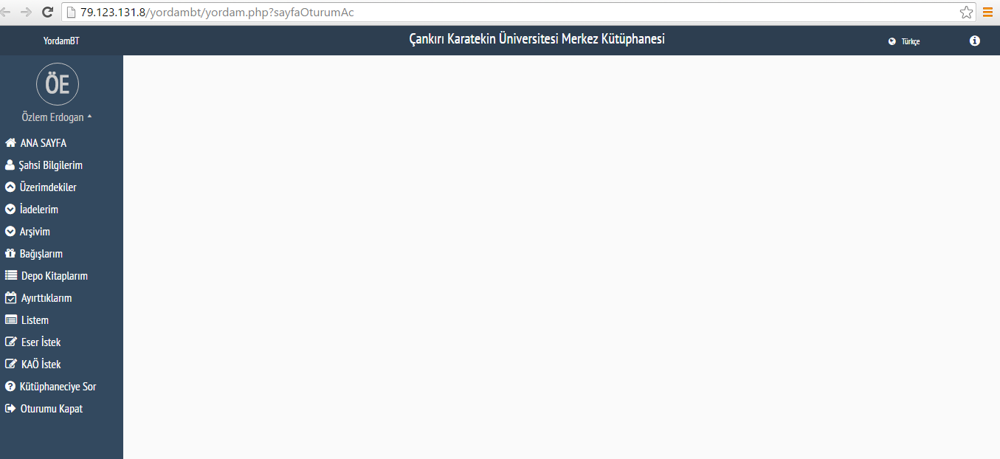 79.123.131.8/yordambt/yordam.php?sayfaOturumAc
YordamBT
Çankırı Karatekin Üniversitesi Merkez Kütüphanesi
Türkçe
ÖE
Özlem Erdogan
ANA SAYFA
Şahsi Bilgilerim
Üzerimdekiler
İadelerim
Arşivim
Bağışlarım
Depo Kitaplarım
Ayırttıklarım
Listem
Eser İstek
KAÖ İstek
Kütüphaneciye Sor
Oturumu Kapat